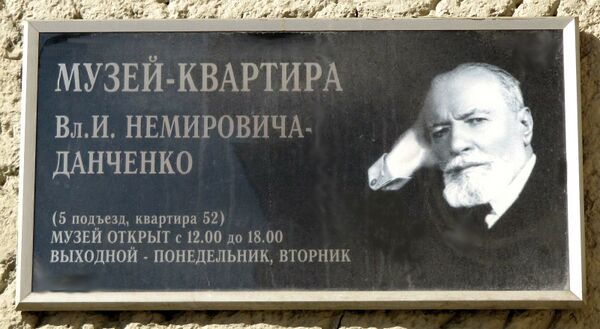 МУЗЕЙ-КВАРТИРА
Вл.И. НЕМИРОВИЧА-
ДАНЧЕНКО
(5 подъезд, квартира 52)
МУЗЕЙ ОТКРЫТ с 12.00 до 18.00
ВЫХОДНОЙ - ПОНЕДЕЛЬНИК, ВТОРНИК